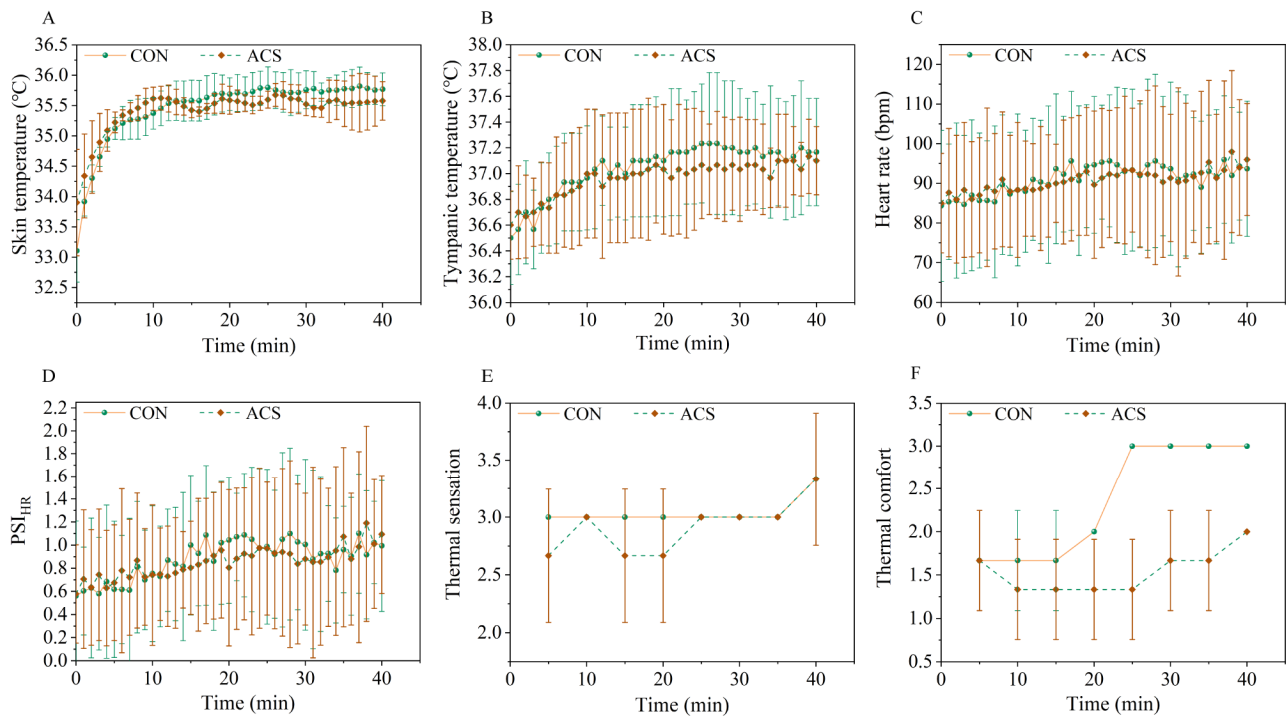 A
CON ACS
36.5
36.0
35.5
35.0
34.5
34.0
33.5
33.0
32.5
Skin temperature (°C)
0 10 20 30 40
Time (min)
B
CON ACS
38.0
37.8
37.6
37.4
37.2
37.0
36.8
36.6
36.4
36.2
36.0
Tympanic temperature (°C)
0 10 20 30 40
Time (min)
C
CON ACS
120
110
100
90
80
70
60
Heart rate (bpm)
0 10 20 30 40
Time (min)
D
CON ACS
2.2
2.0
1.8
1.6
1.4
1.2
1.0
0.8
0.6
0.4
0.2
0.0
PSI_HR
0 10 20 30 40
Time (min)
E
CON ACS
4.0
3.5
3.0
2.5
2.0
Thermal sensation
0 10 20 30 40
Time (min)
F
CON ACS
3.5
3.0
2.5
2.0
1.5
1.0
0.5
Thermal comfort
0 10 20 30 40
Time (min)